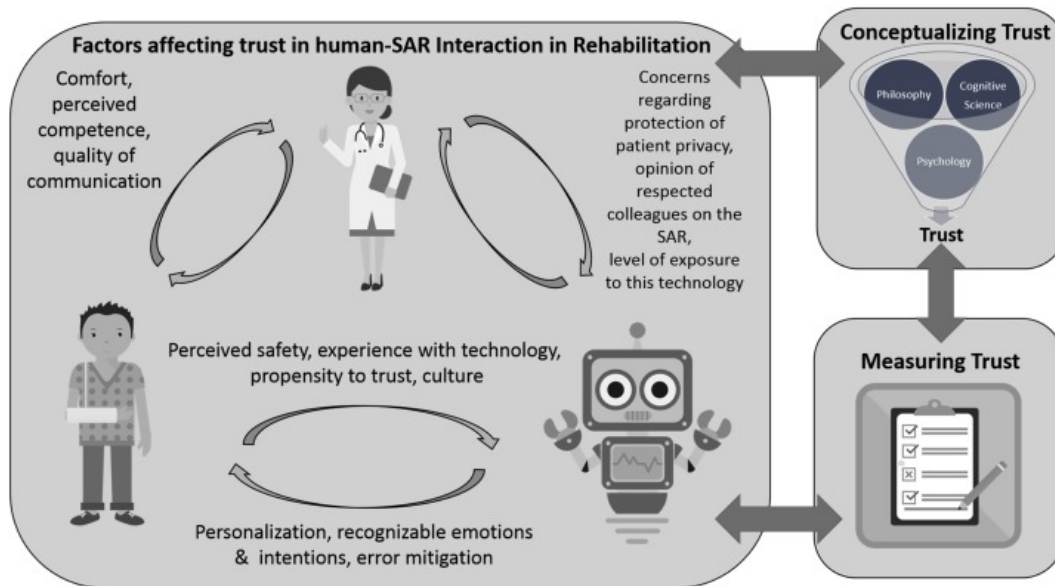 Factors affecting trust in human-SAR Interaction in Rehabilitation
Comfort,
perceived
competence,
quality of
communication
Concerns
regarding
protection of
patient privacy,
opinion of
respected
colleagues on the
SAR,
level of exposure
to this technology
Perceived safety, experience with technology,
propensity to trust, culture
Personalization, recognizable emotions
& intentions, error mitigation
Conceptualizing Trust
Philosophy
Cognitive
Science
Psychology
Trust
Measuring Trust